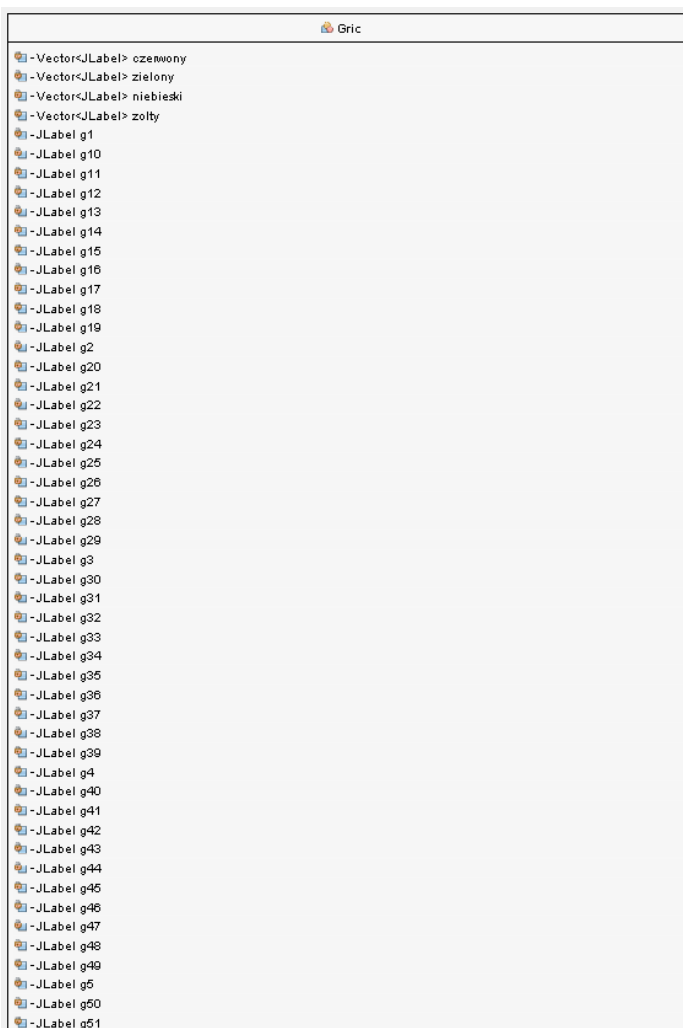 Gric
-Vector<JLabel> czerwony
-Vector<JLabel> zielony
-Vector<JLabel> niebieski
-Vector<JLabel> zolty
-JLabel g1
-JLabel g10
-JLabel g11
-JLabel g12
-JLabel g13
-JLabel g14
-JLabel g15
-JLabel g16
-JLabel g17
-JLabel g18
-JLabel g19
-JLabel g2
-JLabel g20
-JLabel g21
-JLabel g22
-JLabel g23
-JLabel g24
-JLabel g25
-JLabel g26
-JLabel g27
-JLabel g28
-JLabel g29
-JLabel g3
-JLabel g30
-JLabel g31
-JLabel g32
-JLabel g33
-JLabel g34
-JLabel g35
-JLabel g36
-JLabel g37
-JLabel g38
-JLabel g39
-JLabel g4
-JLabel g40
-JLabel g41
-JLabel g42
-JLabel g43
-JLabel g44
-JLabel g45
-JLabel g46
-JLabel g47
-JLabel g48
-JLabel g49
-JLabel g5
-JLabel g50
-JLabel g51